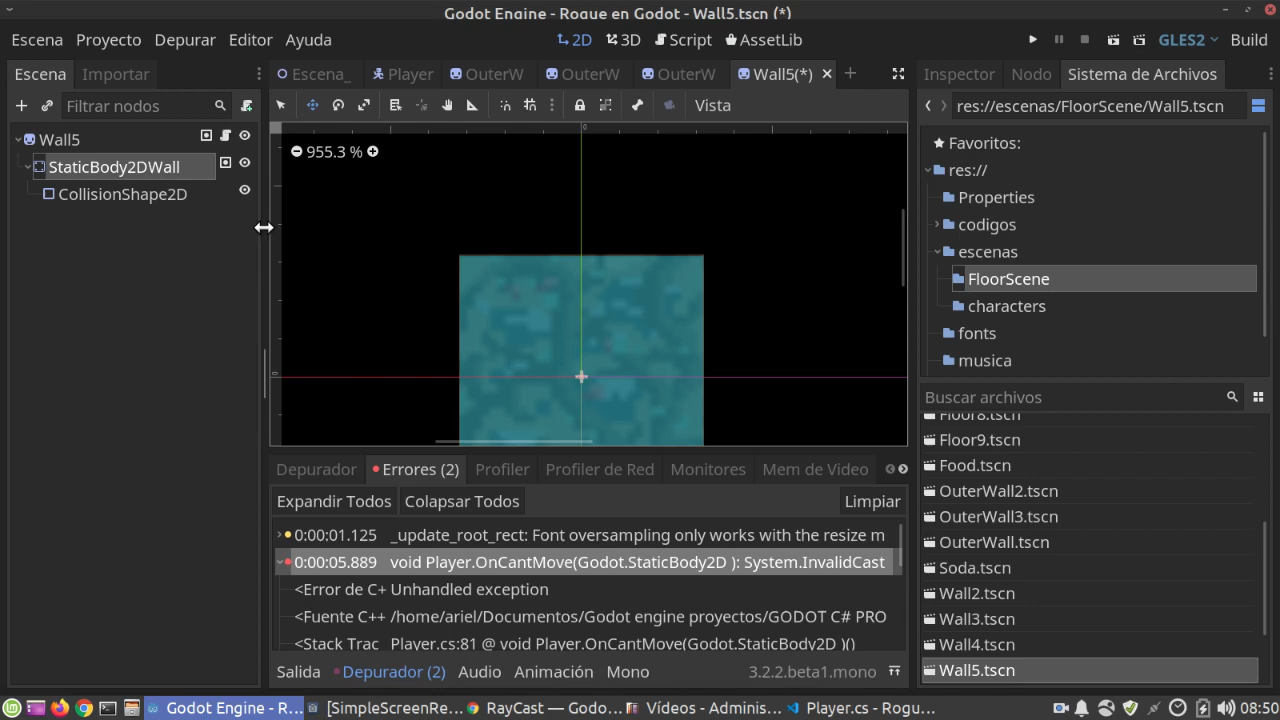 Godot Engine - Rogue en Godot - Wall5.tscn (*)
Escena Proyecto Depurar Editor Ayuda 2D 3D Script AssetLib GLES2 Build
Escena Importar Escena_ Player OuterW OuterW OuterW Wall5(*) Inspector Nodo Sistema de Archivos
Filtrar nodos Vista res://escenas/FloorScene/Wall5.tscn
Wall5
StaticBody2DWall
CollisionShape2D
0
955.3 %
0
Favoritos:
res://
Properties
codigos
escenas
FloorScene
characters
fonts
musica
Buscar archivos
Floor8.tscn
Floor9.tscn
Food.tscn
OuterWall2.tscn
OuterWall3.tscn
OuterWall.tscn
Soda.tscn
Wall2.tscn
Wall3.tscn
Wall4.tscn
Wall5.tscn
Depurador Errores (2) Profiler Profiler de Red Monitores Mem de Video
Expandir Todos Colapsar Todos Limpiar
0:00:01.125 _update_root_rect: Font oversampling only works with the resize m
0:00:05.889 void Player.OnCantMove(Godot.StaticBody2D ): System.InvalidCast
<Error de C+ Unhandled exception
<Fuente C++ /home/ariel/Documentos/Godot engine proyectos/GODOT C# PRO
<Stack Trac Player.cs:81 @ void Player.OnCantMove(Godot.StaticBody2D )()
Salida Depurador (2) Audio Animación Mono 3.2.2.beta1.mono
Godot Engine - R... [SimpleScreenRe... RayCast — Godo... Vídeos - Adminis... Player.cs - Rogu... 08:50